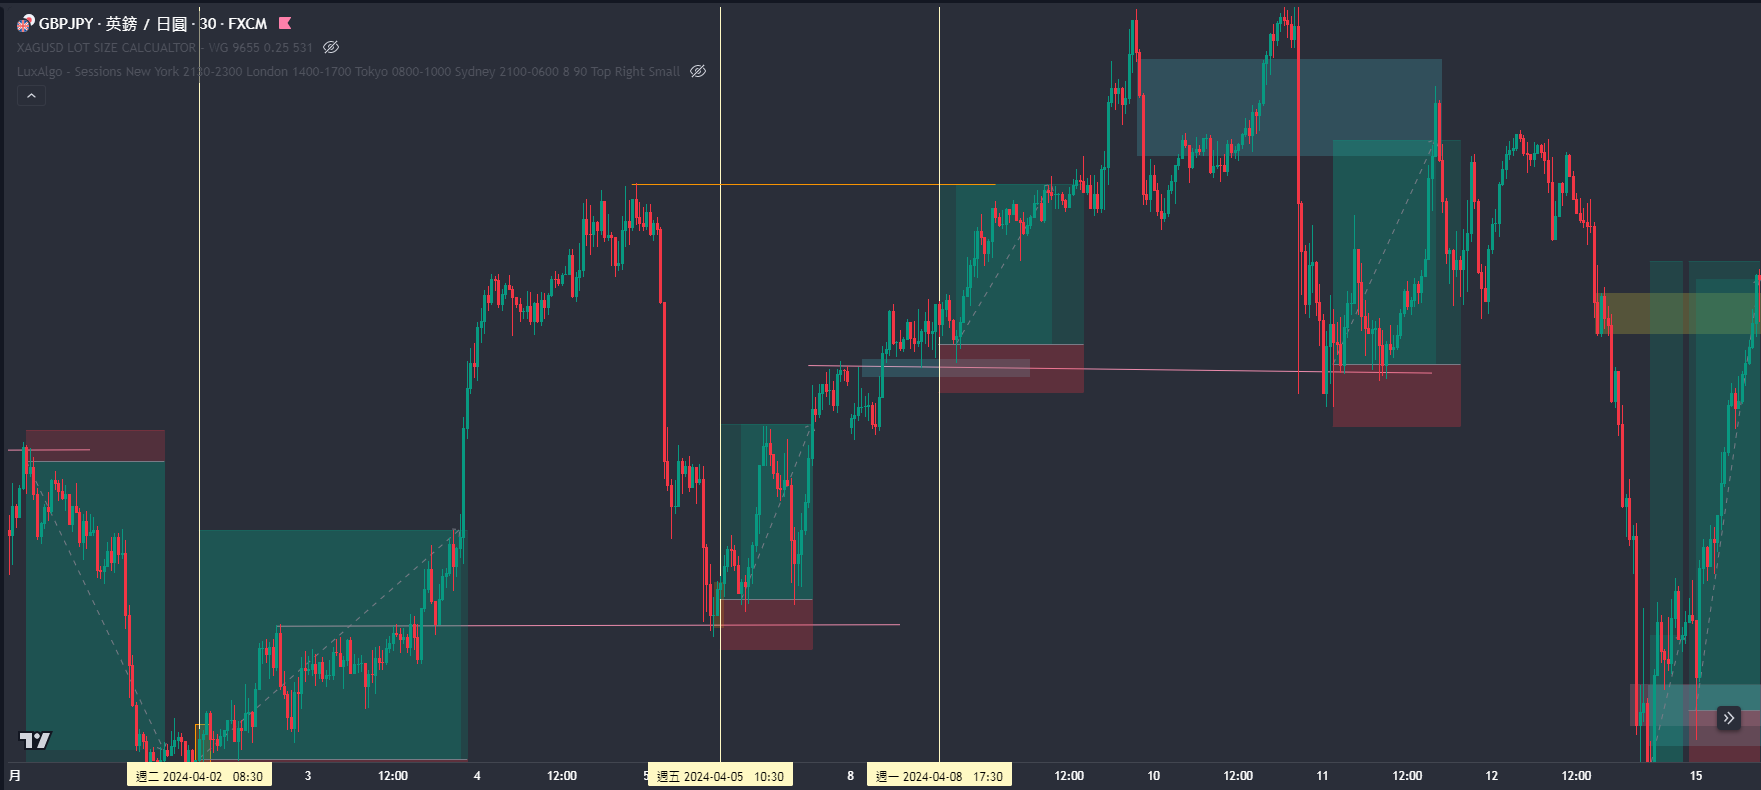 GBPJPY · 英鎊 / 日圓 · 30 · FXCM
XAGUSD LOT SIZE CALCUALTOR - WG 9655 0.25 531
LuxAlgo - Sessions New York 2130-2300 London 1400-1700 Tokyo 0800-1000 Sydney 2100-0600 8 90 Top Right Small
月 週二 2024-04-02 08:30 3 12:00 4 12:00 5 週五 2024-04-05 10:30 8 週一 2024-04-08 17:30 12:00 10 12:00 11 12:00 12 12:00 15